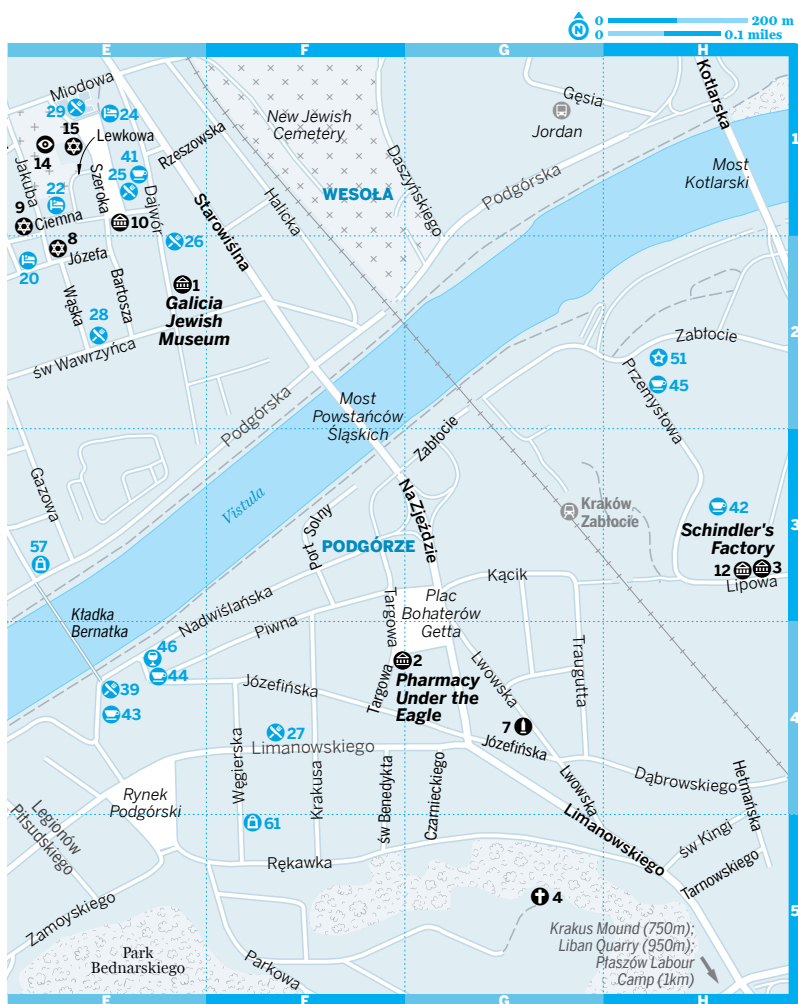 N
0
200 m
0
0.1 miles
E
F
G
H
Miodowa
29
24
15
Lewkowa
14
Jakuba
22
9
Ciemna
Szeroka
41
25
Dajwór
10
8
Józefa
20
Wąska
28
Bartosza
26
1
Galicia
Jewish
Museum
św Wawrzyńca
Rzeszowska
Starowiślna
Halicka
New Jewish
Cemetery
WESOŁA
Daszyńskiego
Podgórska
Gęsia
Jordan
Kotlarska
Most
Kotlarski
1
2
Zabłocie
51
45
Przemysłowa
Podgórska
Most
Powstańców
Śląskich
Zabłocie
Na Zjeździe
Vistula
Gazowa
57
Port Solny
PODGÓRZE
Kraków
Zabłocie
42
Schindler's
Factory
12
3
Lipowa
3
Kładka
Bernatka
Nadwiślańska
Piwna
Targowa
Plac
Bohaterów
Getta
Kącik
Traugutta
46
44
39
43
Józefińska
Targowa
2
Pharmacy
Under the
Eagle
Lwowska
7
Józefińska
27
Limanowskiego
Węgierska
Krakusa
św Benedykta
Czarnieckiego
Lwowska
Dąbrowskiego
Hetmańska
4
Rynek
Podgórski
Legionów
Piłsudskiego
61
Rękawka
Limanowskiego
św Kingi
Tarnowskiego
4
Zamoyskiego
Park
Bednarskiego
Parkowa
Krakus Mound (750m);
Liban Quarry (950m);
Płaszów Labour
Camp (1km)
5
E
F
G
H